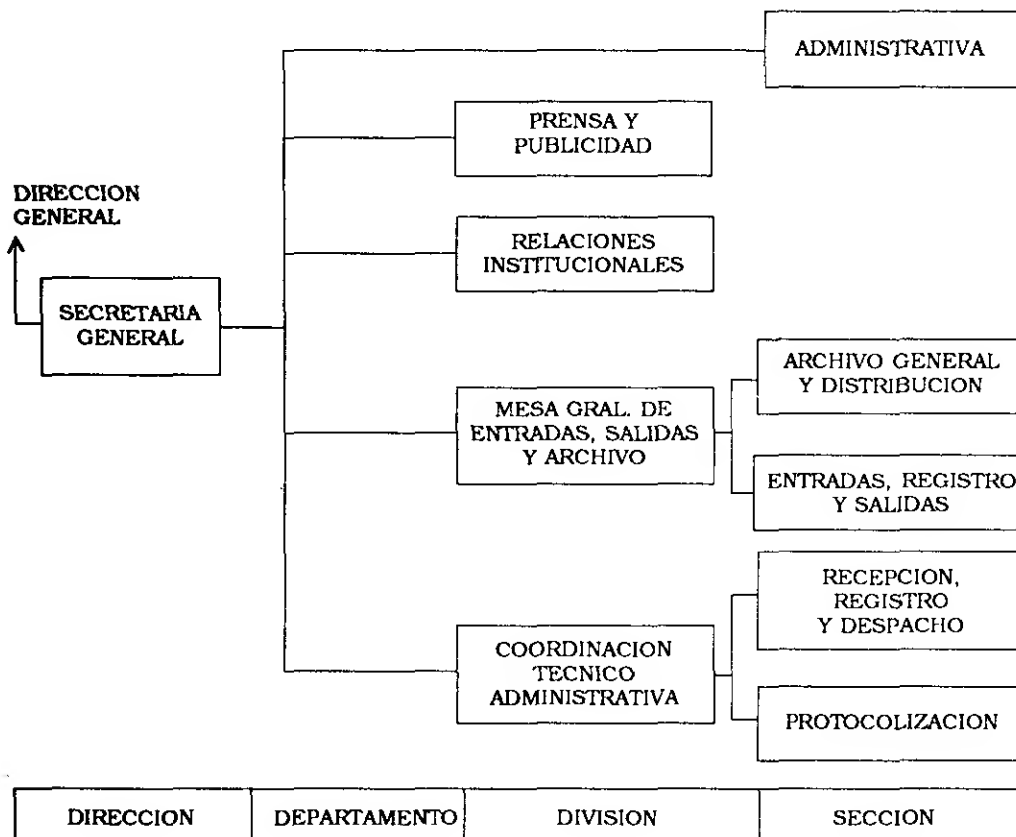 ADMINISTRATIVA
PRENSA Y
PUBLICIDAD
DIRECCION
GENERAL
RELACIONES
INSTITUCIONALES
SECRETARIA
GENERAL
ARCHIVO GENERAL
Y DISTRIBUCION
MESA GRAL. DE
ENTRADAS, SALIDAS
Y ARCHIVO
ENTRADAS, REGISTRO
Y SALIDAS
RECEPCION,
REGISTRO
Y DESPACHO
COORDINACION
TECNICO
ADMINISTRATIVA
PROTOCOLIZACION
DIRECCION DEPARTAMENTO DIVISION SECCION